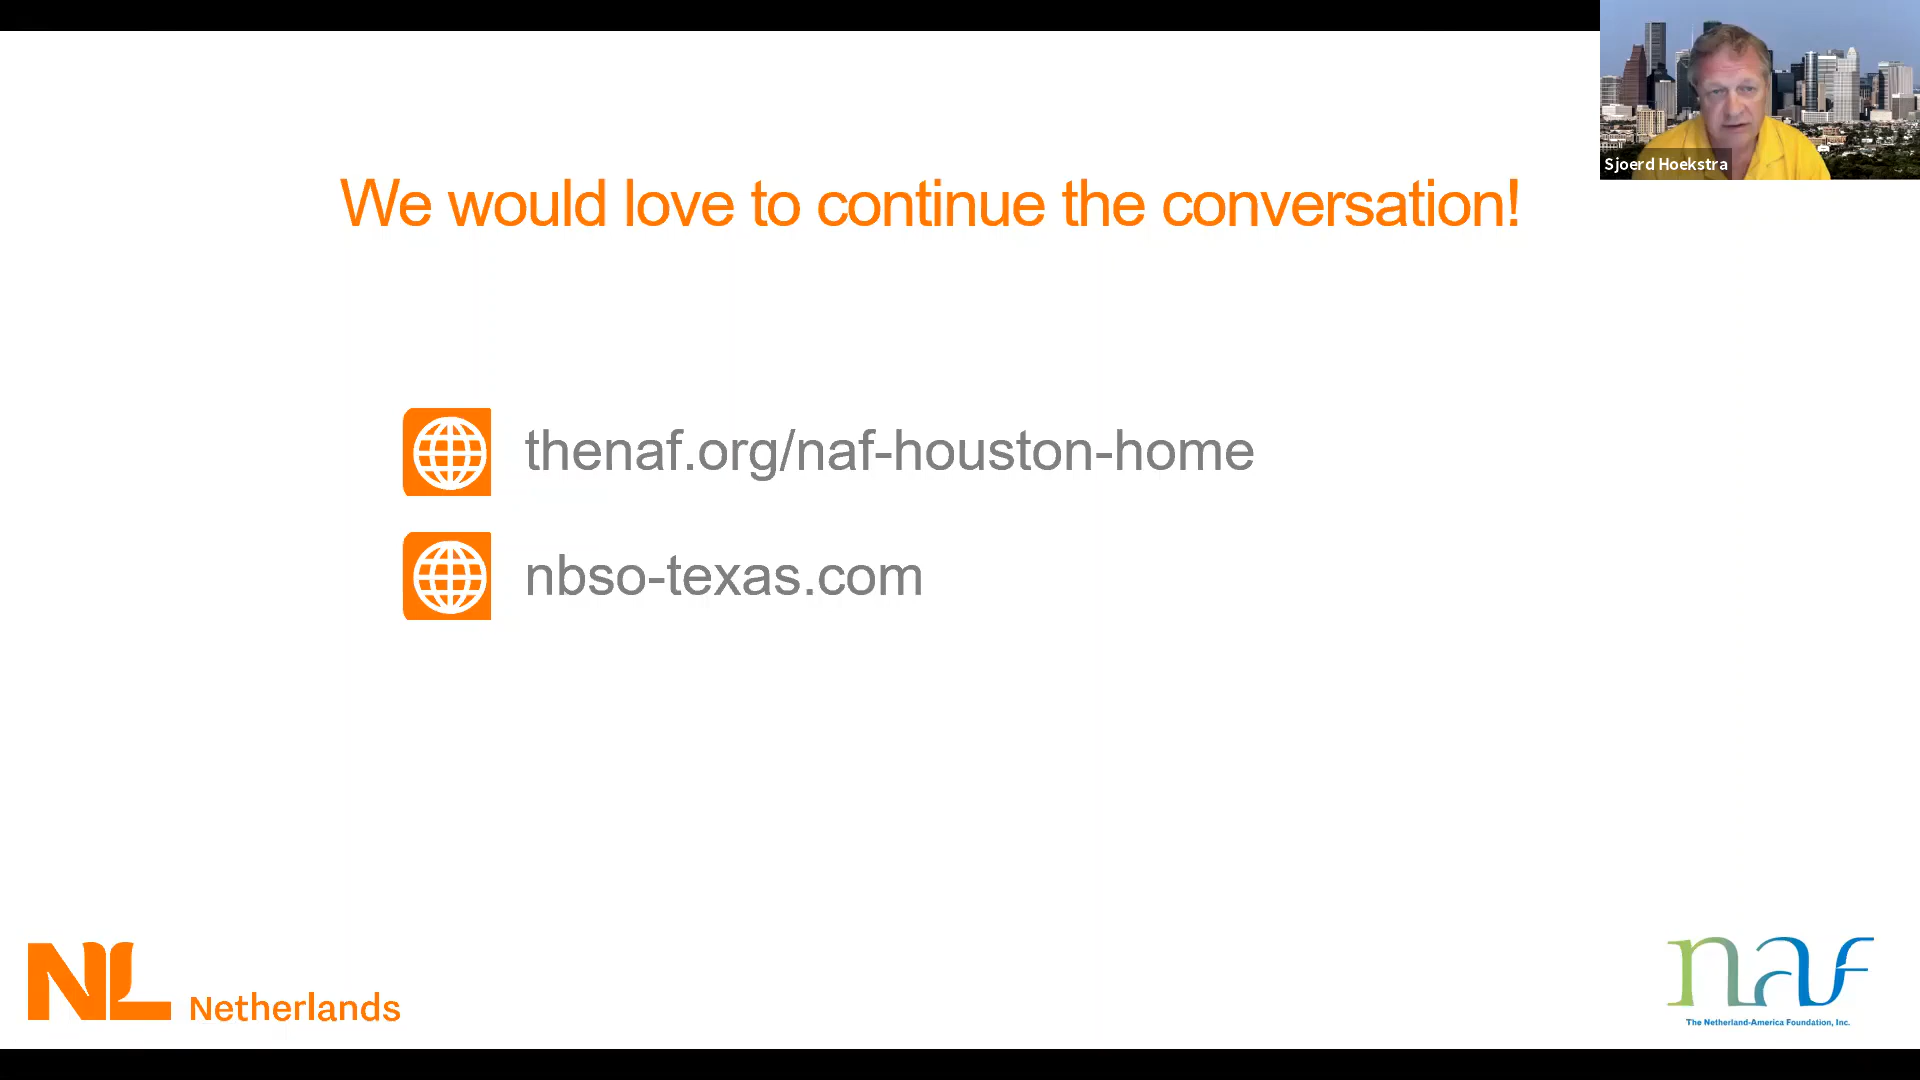 Sjoerd Hoekstra
We would love to continue the conversation!
thenaf.org/naf-houston-home
nbso-texas.com
NL Netherlands
naf
The Netherland-America Foundation, Inc.